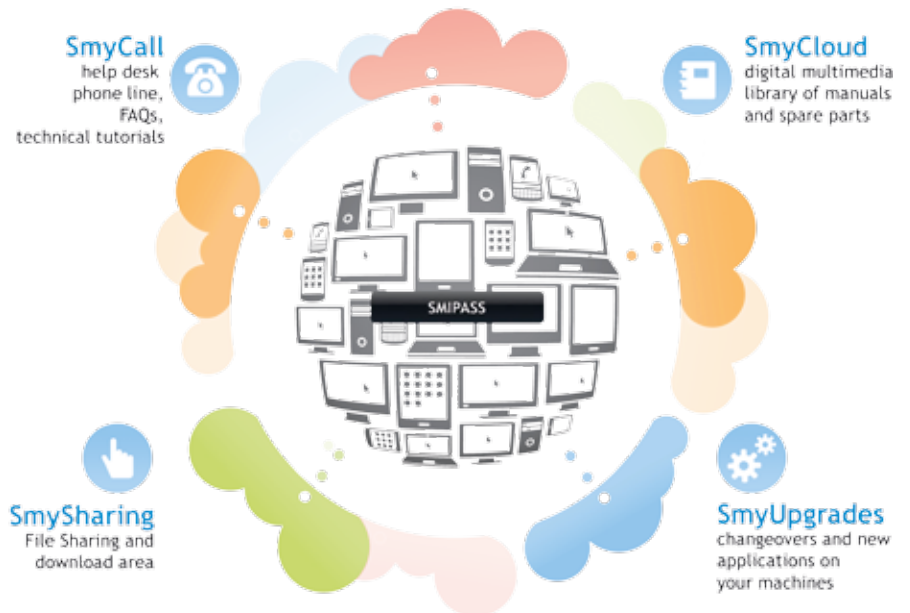 SmyCall
help desk
phone line,
FAQs,
technical tutorials
SmyCloud
digital multimedia
library of manuals
and spare parts
SMIPASS
SmySharing
File Sharing and
download area
SmyUpgrades
changeovers and new
applications on
your machines